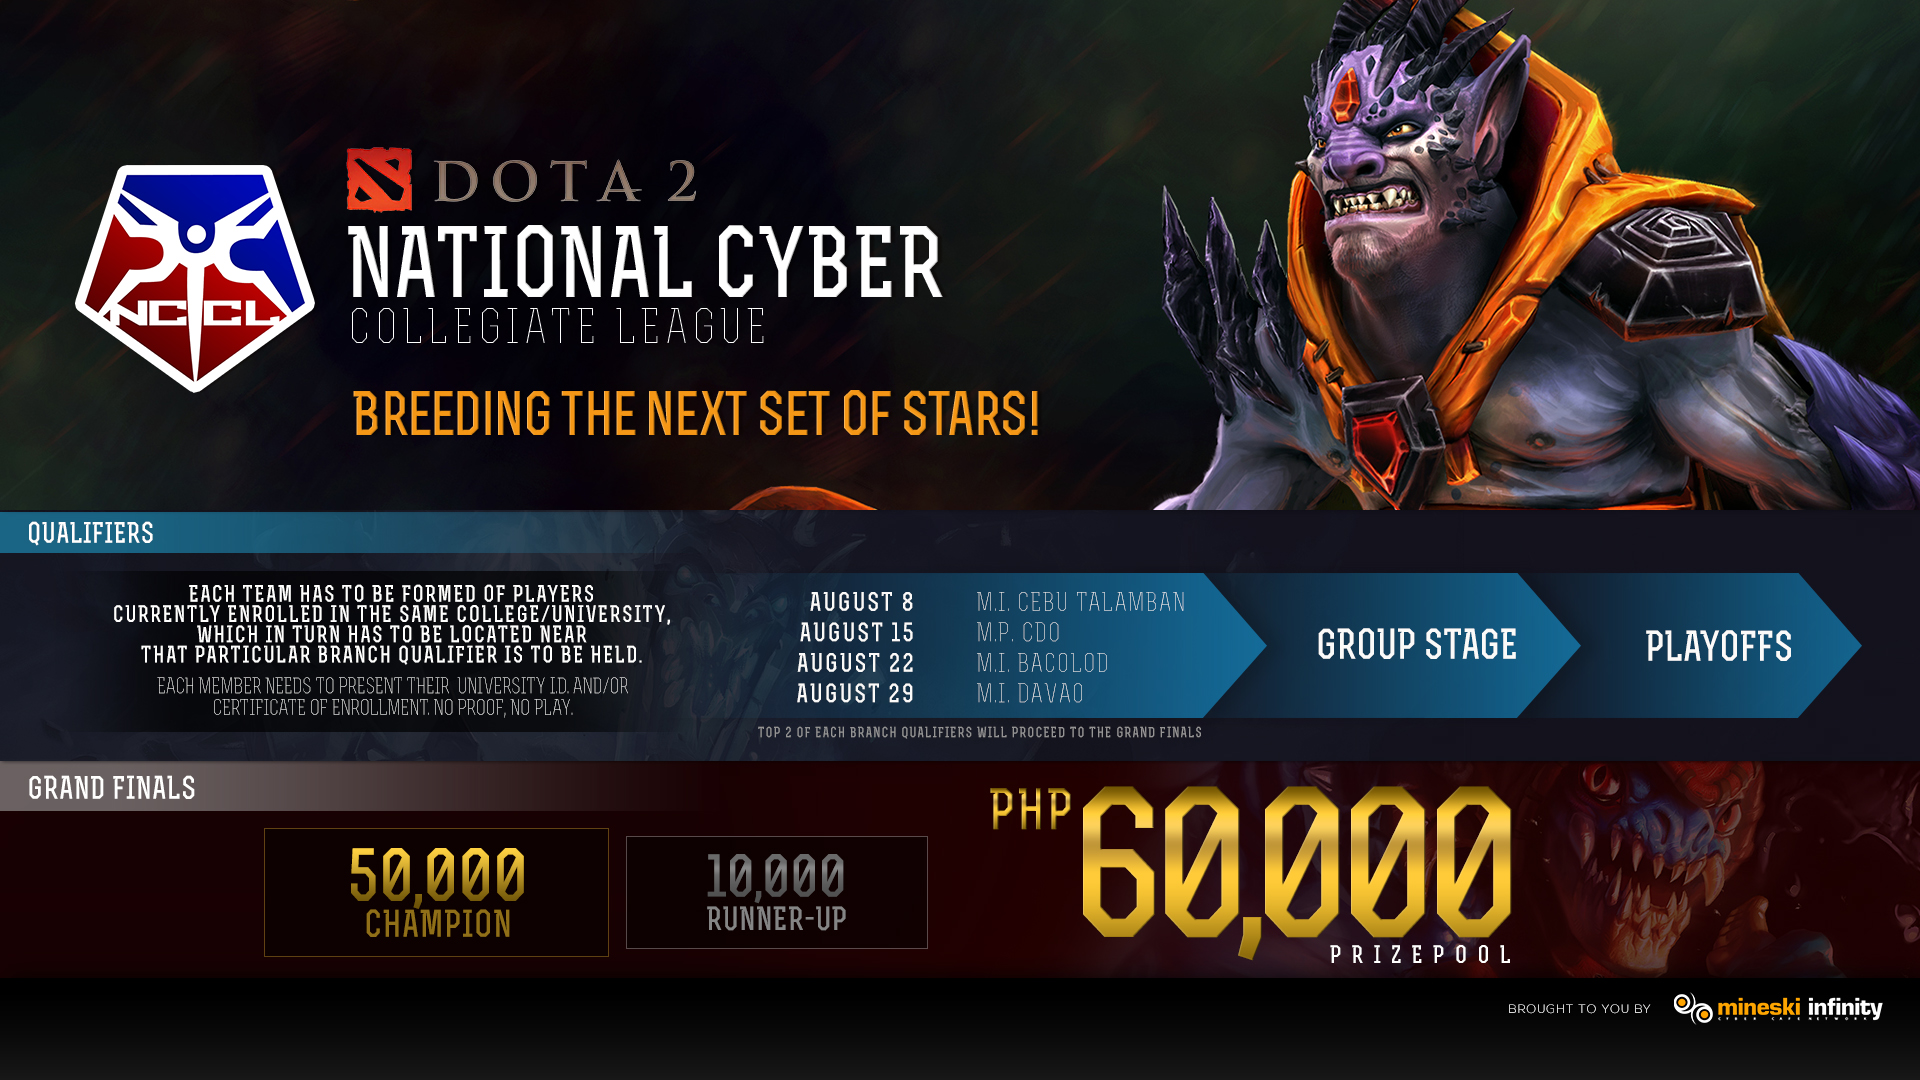 NCCL
DOTA 2
NATIONAL CYBER
COLLEGIATE LEAGUE
BREEDING THE NEXT SET OF STARS!
QUALIFIERS
EACH TEAM HAS TO BE FORMED OF PLAYERS
CURRENTLY ENROLLED IN THE SAME COLLEGE/UNIVERSITY,
WHICH IN TURN HAS TO BE LOCATED NEAR
THAT PARTICULAR BRANCH QUALIFIER IS TO BE HELD.
EACH MEMBER NEEDS TO PRESENT THEIR UNIVERSITY I.D. AND/OR
CERTIFICATE OF ENROLLMENT. NO PROOF, NO PLAY.
AUGUST 8 M.I. CEBU TALAMBAN
AUGUST 15 M.P. CDO
AUGUST 22 M.I. BACOLOD
AUGUST 29 M.I. DAVAO
TOP 2 OF EACH BRANCH QUALIFIERS WILL PROCEED TO THE GRAND FINALS
GROUP STAGE
PLAYOFFS
GRAND FINALS
50,000
CHAMPION
10,000
RUNNER-UP
PHP 60,000
PRIZEPOOL
BROUGHT TO YOU BY
mineski infinity
CYBER CAFE NETWORK